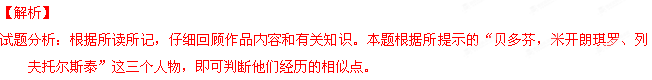 【解析】
试题分析：根据所读所记，仔细回顾作品内容和有关知识。本题根据所提示的“贝多芬，米开朗琪罗、列
夫托尔斯泰”这三个人物，即可判断他们经历的相似点。